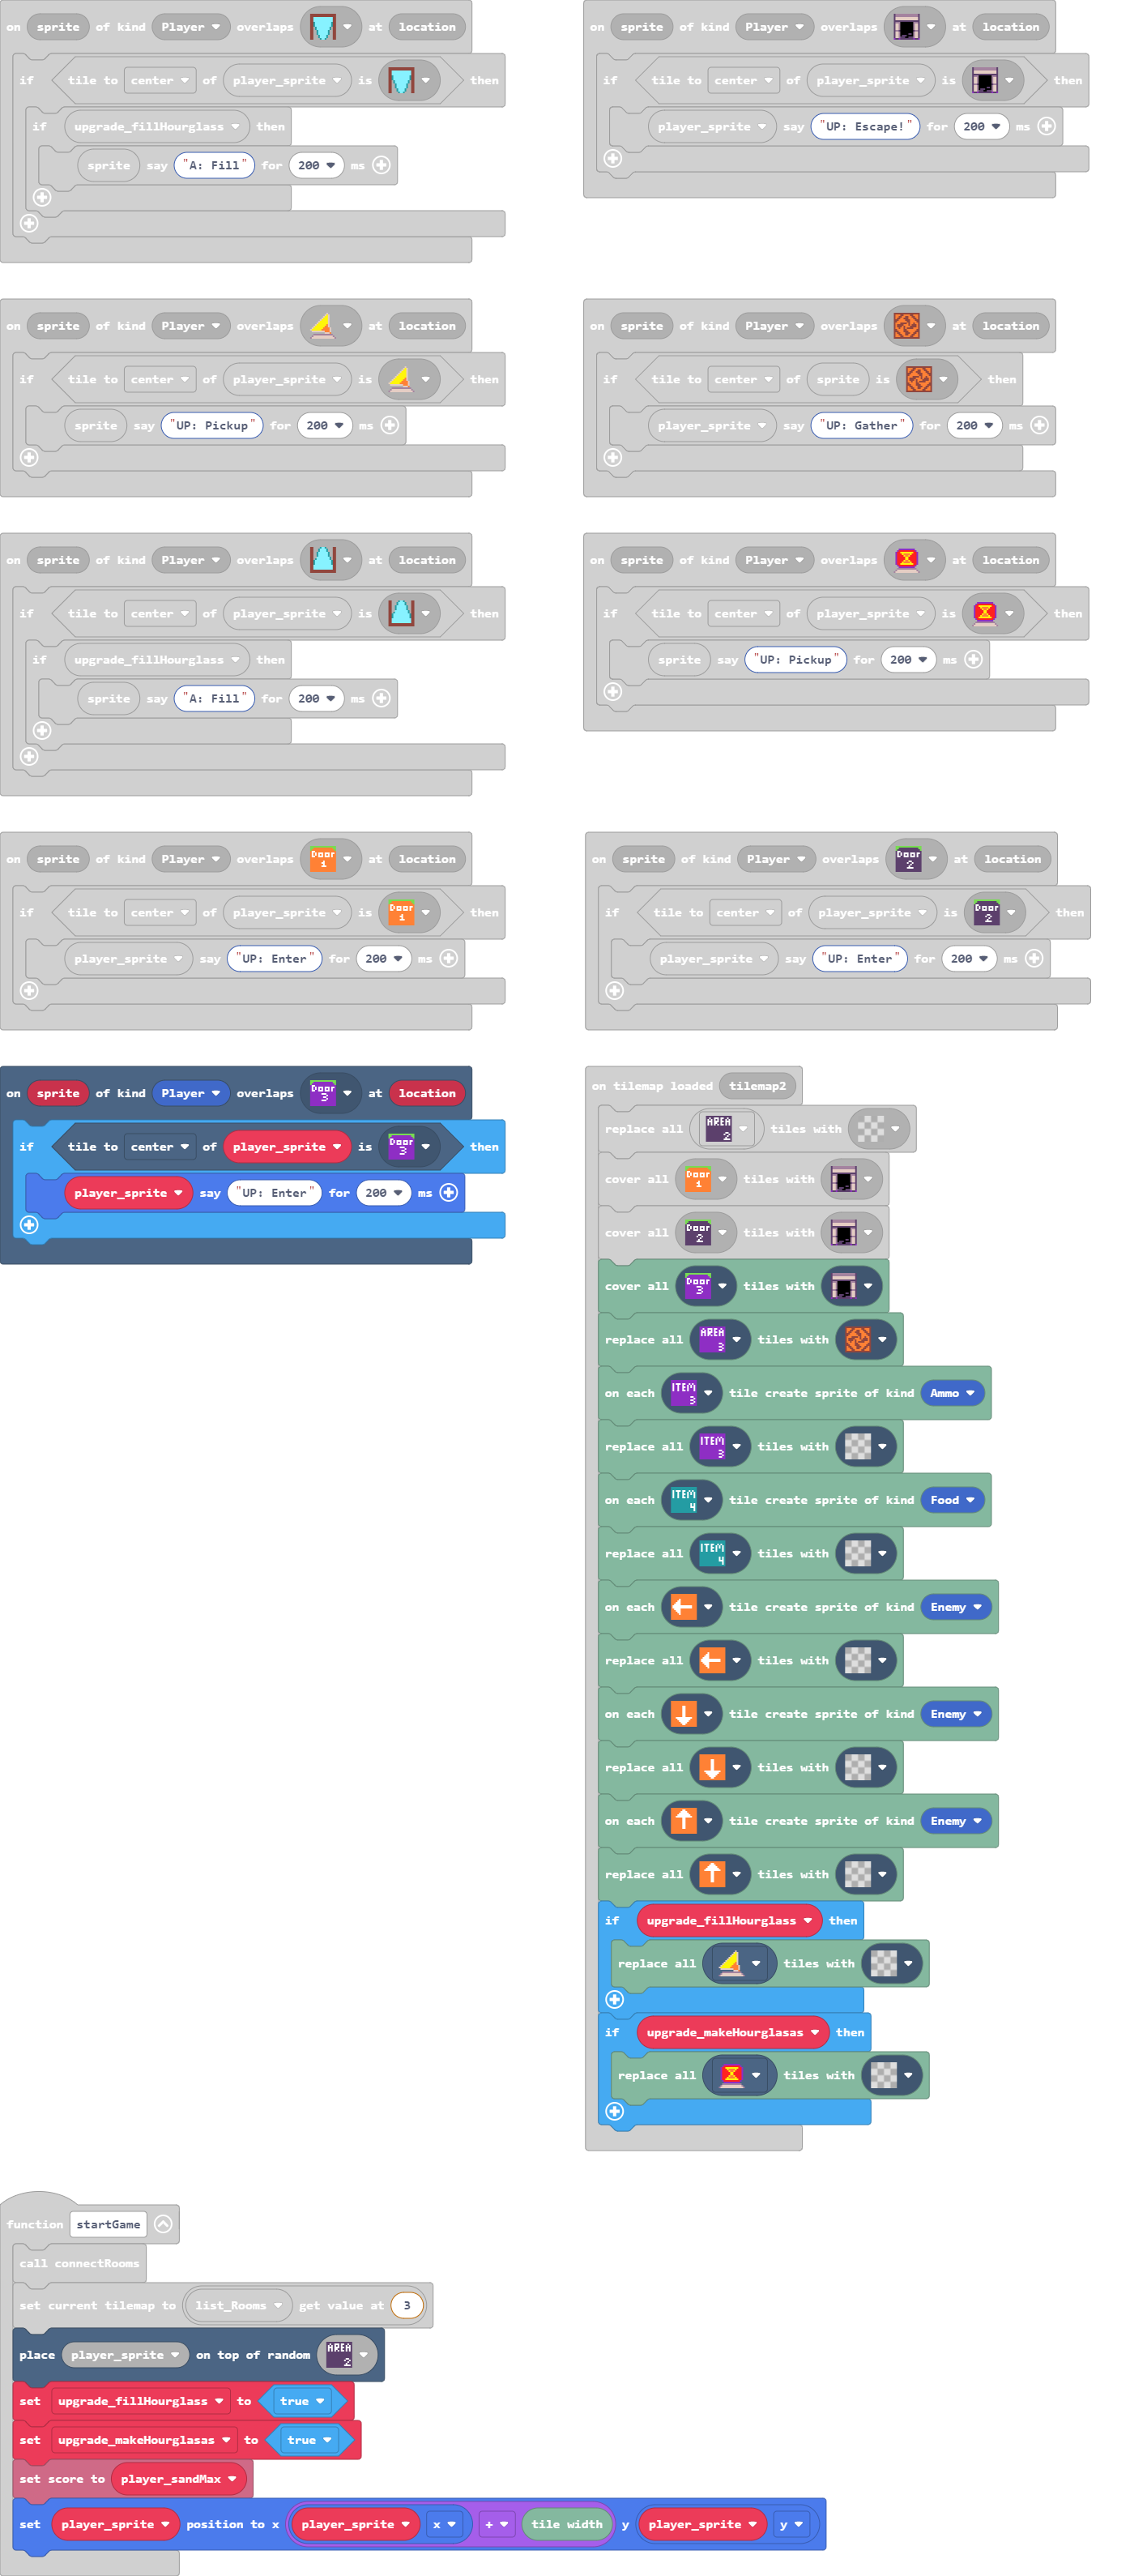 on sprite of kind Player overlaps at location
if tile to center of player_sprite is then
if upgrade_fillHourglass then
sprite say "A: Fill" for 200 ms
on sprite of kind Player overlaps at location
if tile to center of player_sprite is then
player_sprite say "UP: Escape!" for 200 ms
on sprite of kind Player overlaps at location
if tile to center of player_sprite is then
sprite say "UP: Pickup" for 200 ms
on sprite of kind Player overlaps at location
if tile to center of sprite is then
player_sprite say "UP: Gather" for 200 ms
on sprite of kind Player overlaps at location
if tile to center of player_sprite is then
if upgrade_fillHourglass then
sprite say "A: Fill" for 200 ms
on sprite of kind Player overlaps at location
if tile to center of player_sprite is then
sprite say "UP: Pickup" for 200 ms
on sprite of kind Player overlaps Door 1 at location
if tile to center of player_sprite is Door 1 then
player_sprite say "UP: Enter" for 200 ms
on sprite of kind Player overlaps Door 2 at location
if tile to center of player_sprite is Door 2 then
player_sprite say "UP: Enter" for 200 ms
on sprite of kind Player overlaps Door 3 at location
if tile to center of player_sprite is Door 3 then
player_sprite say "UP: Enter" for 200 ms
on tilemap loaded tilemap2
replace all AREA 2 tiles with
cover all Door 1 tiles with
cover all Door 2 tiles with
cover all Door 3 tiles with
replace all AREA 3 tiles with
on each ITEM 3 tile create sprite of kind Ammo
replace all ITEM 3 tiles with
on each ITEM 4 tile create sprite of kind Food
replace all ITEM 4 tiles with
on each tile create sprite of kind Enemy
replace all tiles with
on each tile create sprite of kind Enemy
replace all tiles with
on each tile create sprite of kind Enemy
replace all tiles with
if upgrade_fillHourglass then
replace all tiles with
if upgrade_makeHourglasas then
replace all tiles with
function startGame
call connectRooms
set current tilemap to list_Rooms get value at 3
place player_sprite on top of random AREA 2
set upgrade_fillHourglass to true
set upgrade_makeHourglasas to true
set score to player_sandMax
set player_sprite position to x player_sprite x + tile width y player_sprite y